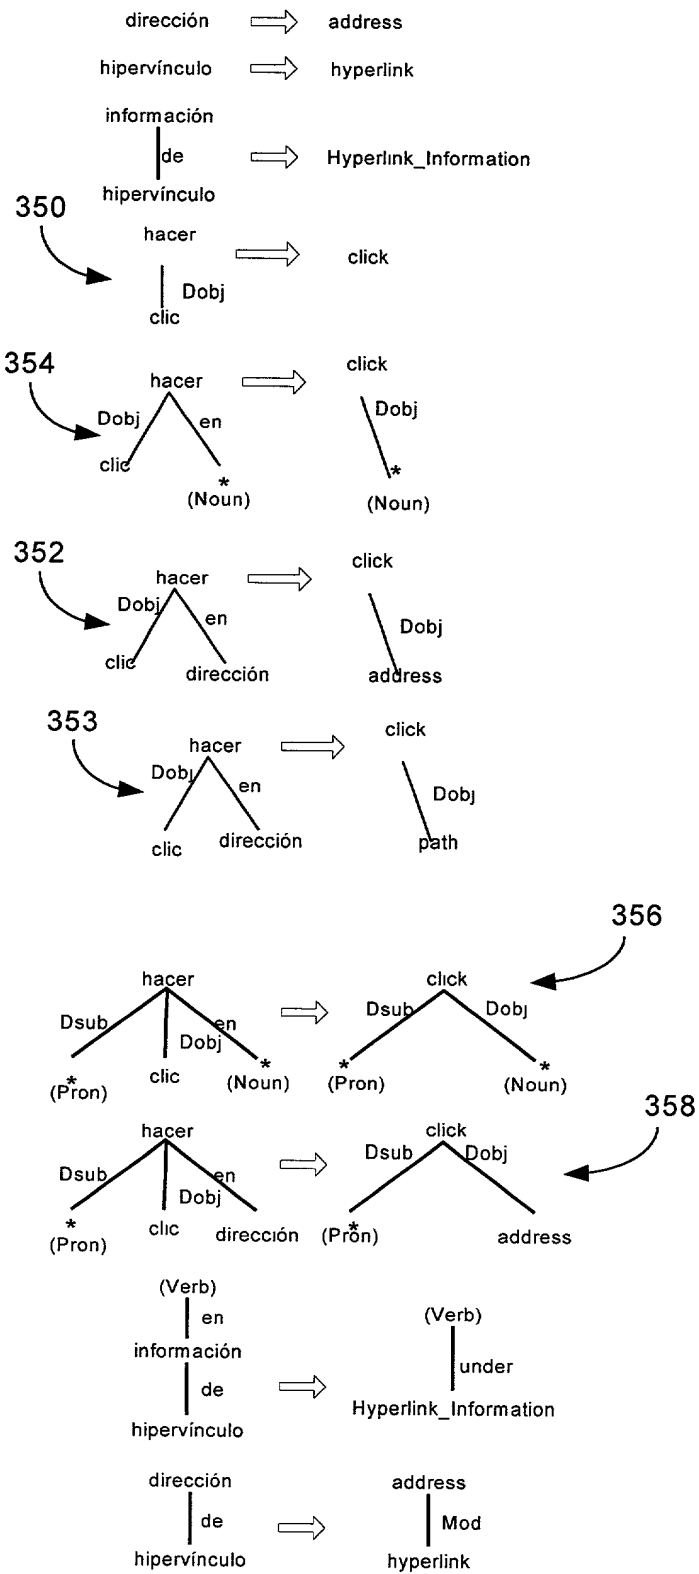 dirección address
hipervínculo hyperlink
información
de Hyperlink_Information
hipervínculo
350
hacer
click
Dobj
clic
354
click
hacer
Dobj en Dobj
clic * *
(Noun) (Noun)
352
click
hacer
Dobj en Dobj
clic dirección address
353
click
hacer
Dobj en Dobj
clic dirección path
356
hacer click
Dsub Dobj en Dsub Dobj
* clic * * *
(Pron) (Noun) (Pron) (Noun)
358
hacer click
Dsub Dobj en Dsub Dobj
* clic dirección * address
(Pron) (Pron)
(Verb)
en (Verb)
información
under
de Hyperlink_Information
hipervínculo
dirección address
de Mod
hipervínculo hyperlink